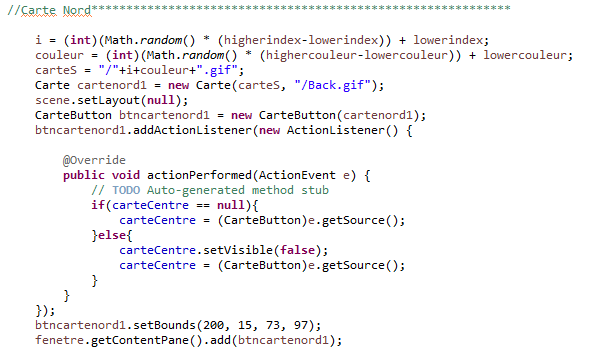 //Carte Nord************************************************************
i = (int)(Math.random() * (higherindex-lowerindex)) + lowerindex;
couleur = (int)(Math.random() * (highercouleur-lowercouleur)) + lowercouleur;
carteS = "/"+i+couleur+".gif";
Carte cartenord1 = new Carte(carteS, "/Back.gif");
scene.setLayout(null);
CarteButton btncartenord1 = new CarteButton(cartenord1);
btncartenord1.addActionListener(new ActionListener() {
@Override
public void actionPerformed(ActionEvent e) {
// TODO Auto-generated method stub
if(carteCentre == null){
carteCentre = (CarteButton)e.getSource();
}else{
carteCentre.setVisible(false);
carteCentre = (CarteButton)e.getSource();
}
}
});
btncartenord1.setBounds(200, 15, 73, 97);
fenetre.getContentPane().add(btncartenord1);